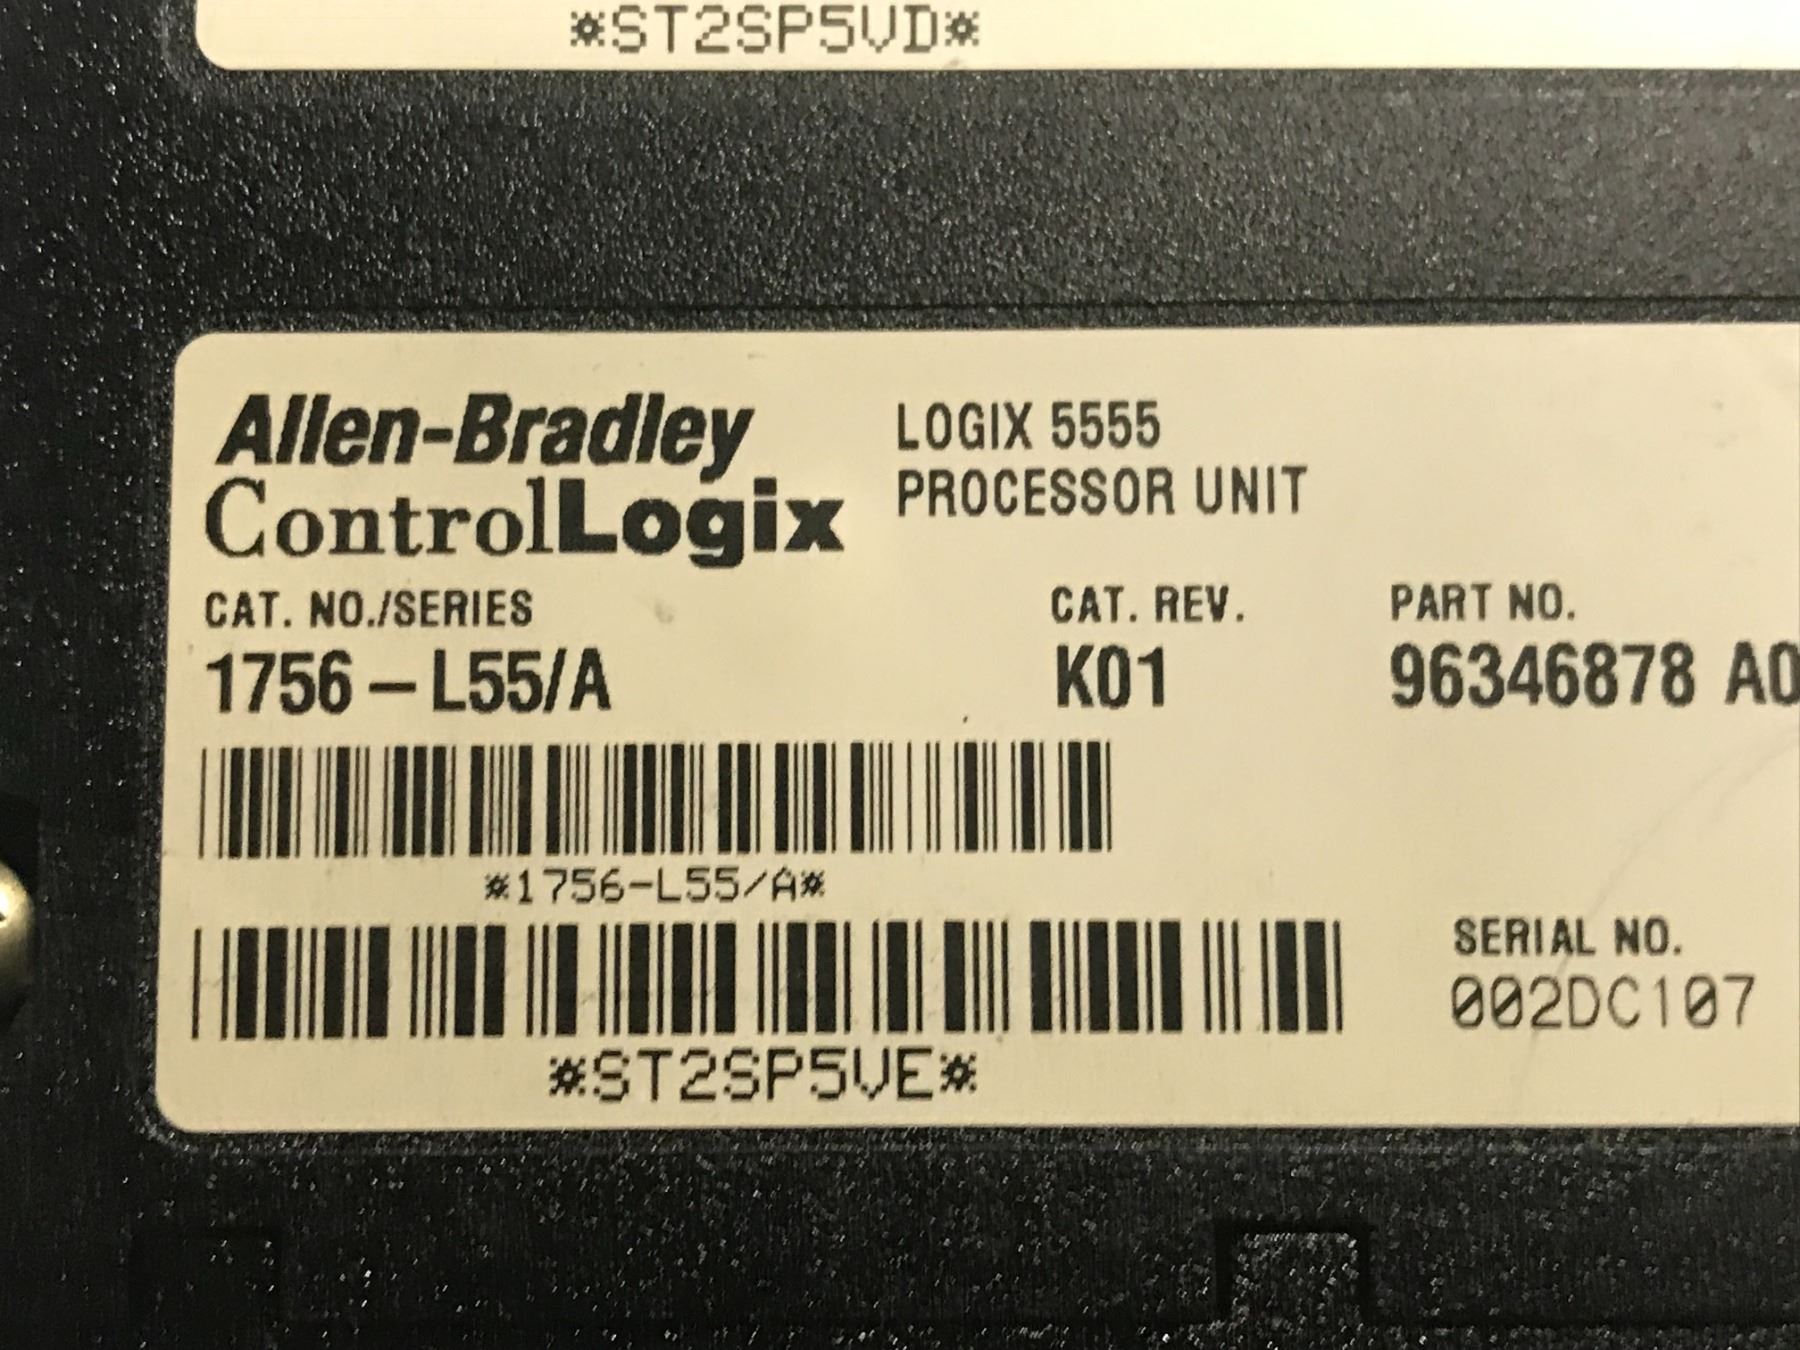 *ST2SP5VD*
Allen-Bradley
ControlLogix
LOGIX 5555
PROCESSOR UNIT
CAT. NO./SERIES
1756-L55/A
CAT. REV.
K01
PART NO.
96346878 A0
*1756-L55/A*
*ST2SP5VE*
SERIAL NO.
002DC107